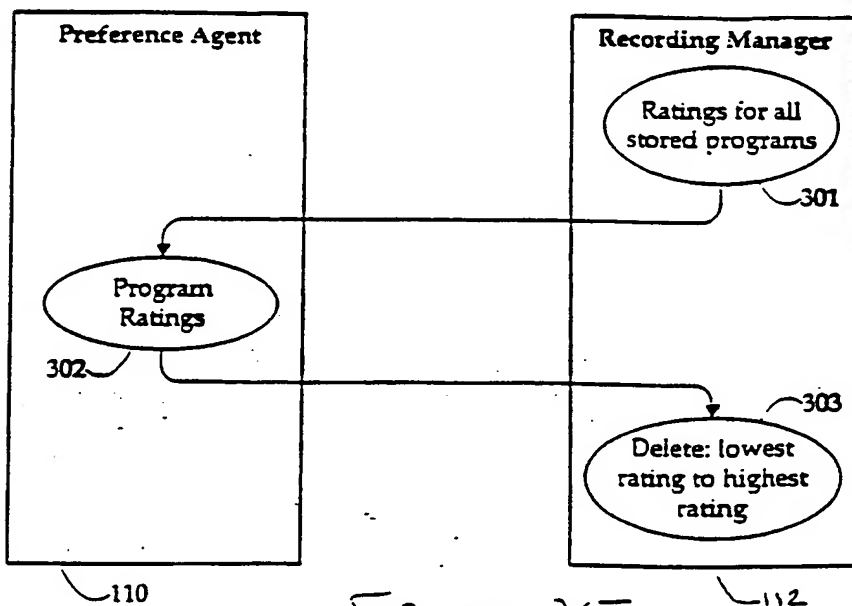 Preference Agent
Recording Manager
Ratings for all
stored programs
301
Program
Ratings
302
303
Delete: lowest
rating to highest
rating
110
112